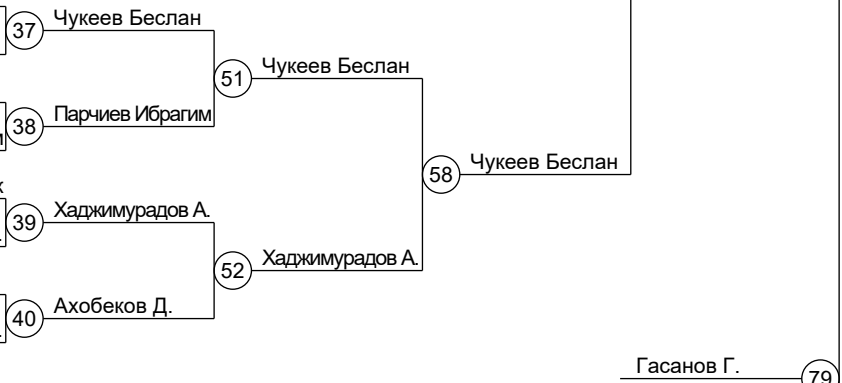 37 Чукеев Беслан
51 Чукеев Беслан
38 Парчиев Ибрагим
58 Чукеев Беслан
39 Хаджимурадов А.
52 Хаджимурадов А.
40 Ахобеков Д.
Гасанов Г. 79